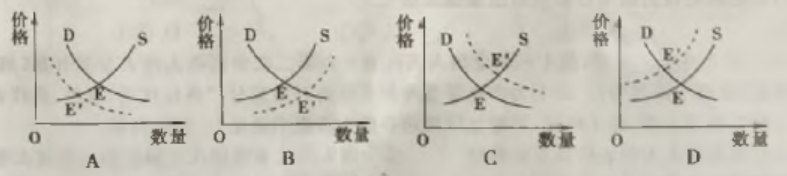 价格 D S E E' O 数量 A
价格 D S E E' O 数量 B
价格 D S E" E O 数量 C
价格 D S E' E O 数量 D